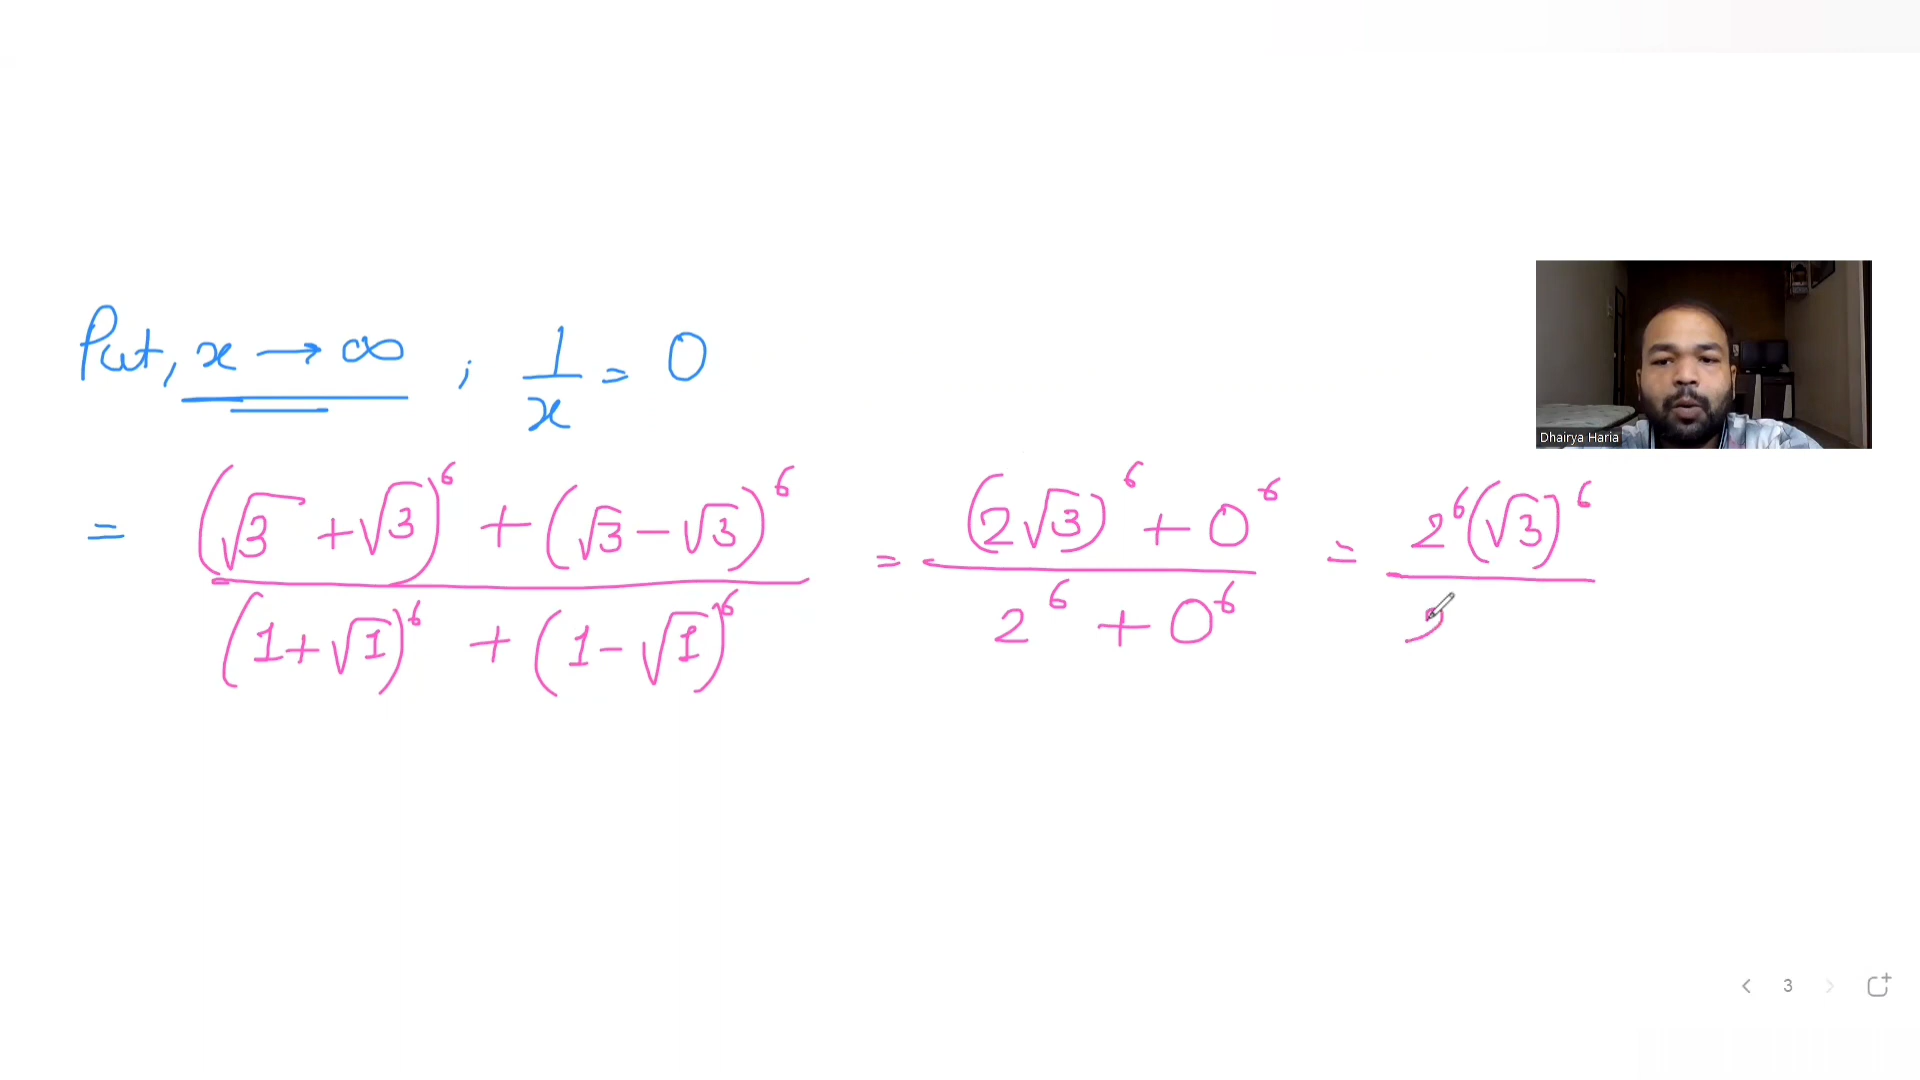 Put, x → ∞ ; 1/x = 0
Dhairya Haria
= ((√3 + √3)^6 + (√3 - √3)^6) / ((1 + √1)^6 + (1 - √1)^6) = ((2√3)^6 + 0^6) / (2^6 + 0^6) = 2^6(√3)^6 /
3